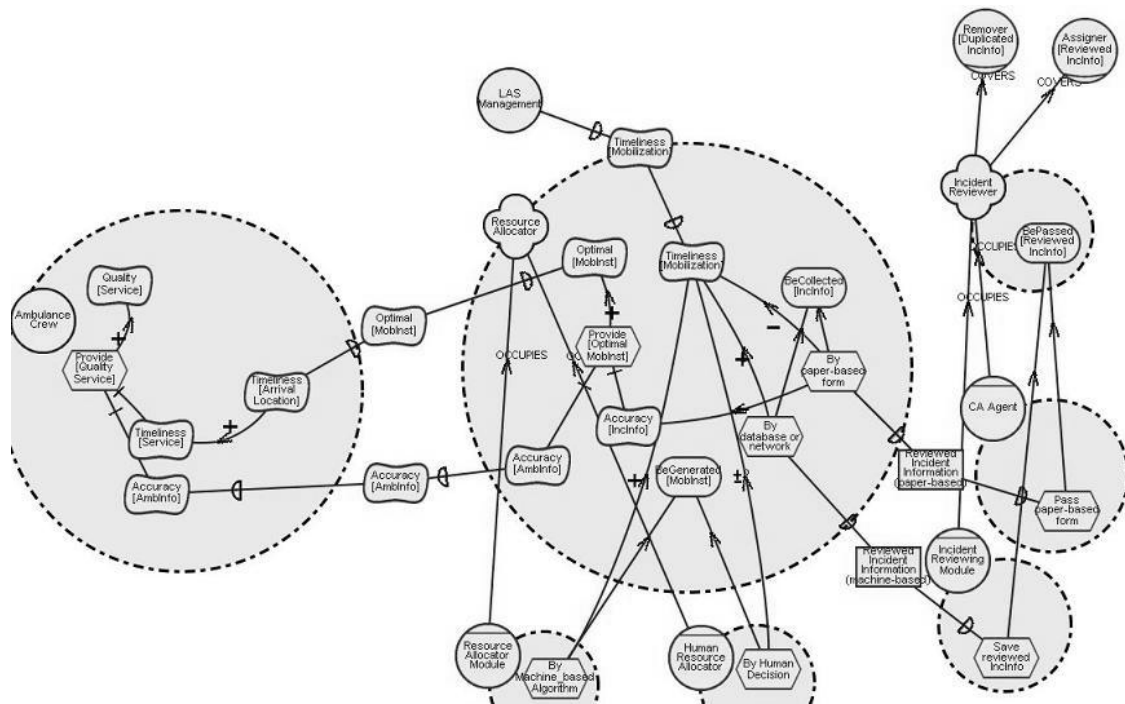 Remover
[Duplicated
IncInfo]
Assigner
[Reviewed
IncInfo]
COVERS
COVERS
LAS
Management
Timeliness
[Mobilization]
Incident
Reviewer
Resource
Allocator
Optimal
[MobInst]
Timeliness
[Mobilization]
BeCollected
[IncInfo]
BePassed
[Reviewed
IncInfo]
OCCUPIES
Quality
[Service]
Ambulance
Crew
Optimal
[MobInst]
OCCUPIES
Provide
[Optimal
MobInst]
+
−
OCCUPIES
Provide
[Quality
Service]
+
Timeliness
[Arrival
Location]
+
By
paper-based
form
CA Agent
Timeliness
[Service]
+
Accuracy
[IncInfo]
By
database or
network
Accuracy
[AmbInfo]
Accuracy
[AmbInfo]
Accuracy
[AmbInfo]
+
BeGenerated
[MobInst]
±
Reviewed
Incident
Information
(paper-based)
Pass
paper-based
form
Reviewed
Incident
Information
(machine-based)
Incident
Reviewing
Module
Resource
Allocator
Module
By
Machine_based
Algorithm
Human
Resource
Allocator
By Human
Decision
Save
reviewed
IncInfo